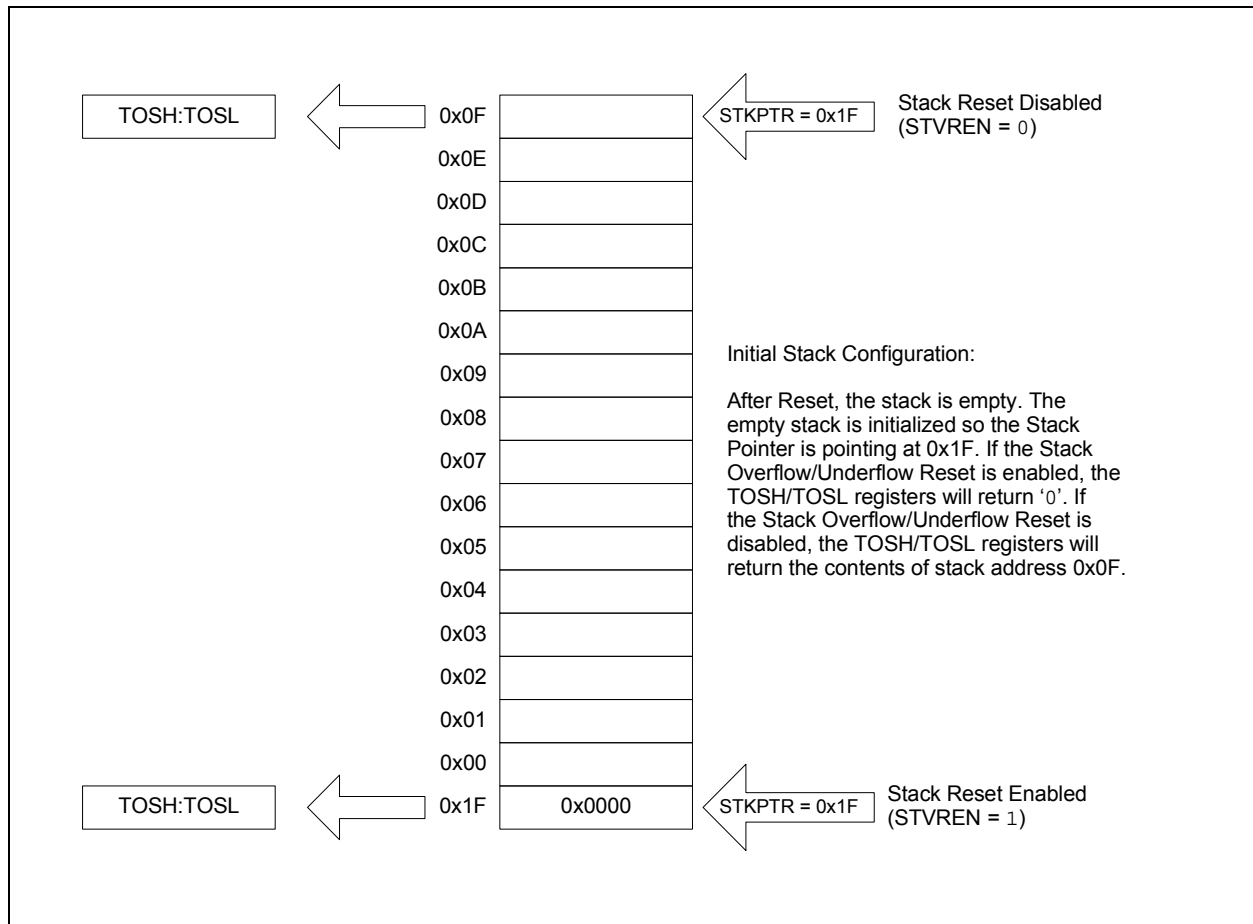 TOSH:TOSL
0x0F
STKPTR = 0x1F
Stack Reset Disabled
(STVREN = 0)
0x0E
0x0D
0x0C
0x0B
0x0A
0x09
0x08
0x07
0x06
0x05
0x04
0x03
0x02
0x01
0x00
Initial Stack Configuration:
After Reset, the stack is empty. The
empty stack is initialized so the Stack
Pointer is pointing at 0x1F. If the Stack
Overflow/Underflow Reset is enabled, the
TOSH/TOSL registers will return ‘0’. If
the Stack Overflow/Underflow Reset is
disabled, the TOSH/TOSL registers will
return the contents of stack address 0x0F.
TOSH:TOSL
0x1F
0x0000
STKPTR = 0x1F
Stack Reset Enabled
(STVREN = 1)